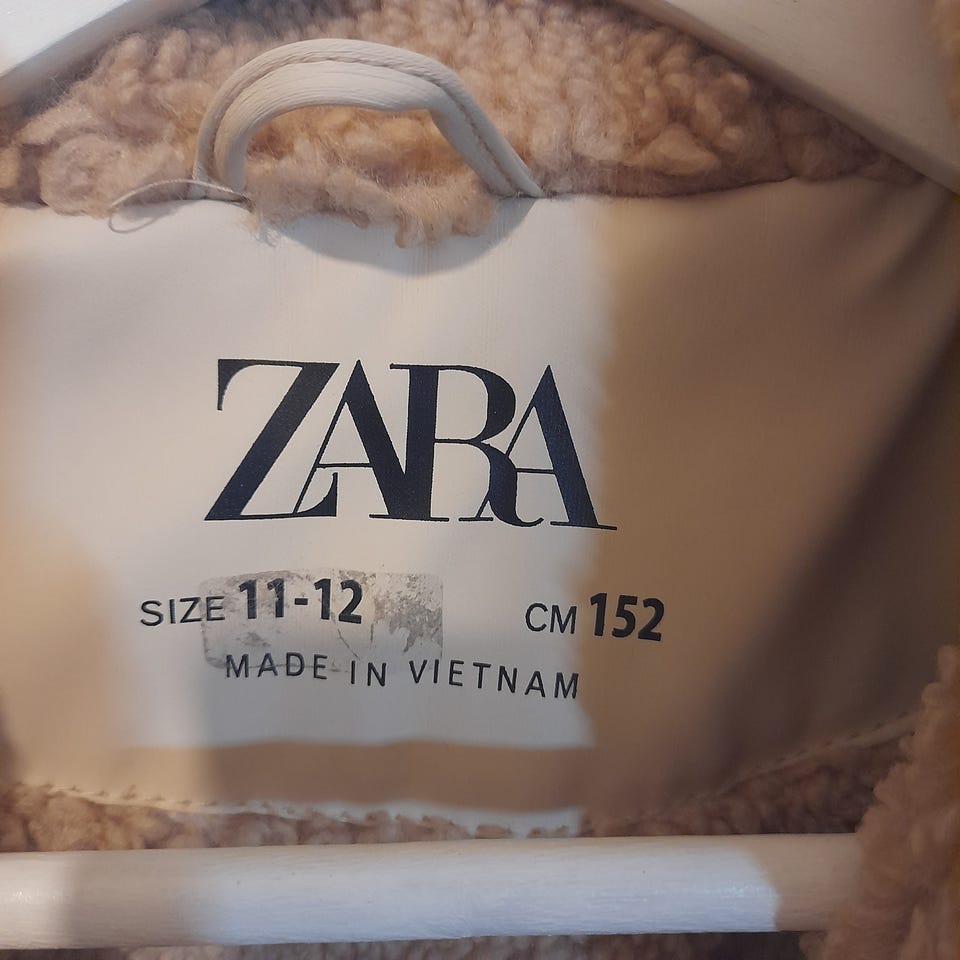 ZARA
SIZE 11-12 CM 152
MADE IN VIETNAM